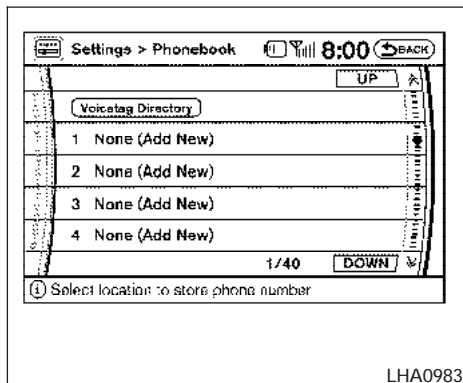 Settings > Phonebook 8:00 BACK
UP
Voicetag Directory
1 None (Add New)
2 None (Add New)
3 None (Add New)
4 None (Add New)
1/40 DOWN
i Select location to store phone number
LHA0983